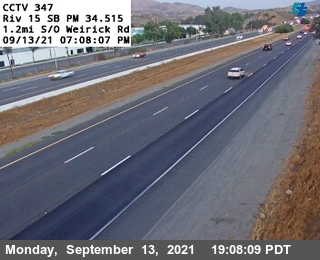 CCTV 347
Riv 15 SB PM 34.515
1.2mi S/O Weirick Rd
09/13/21 07:08:07 PM
Monday, September 13, 2021 19:08:09 PDT